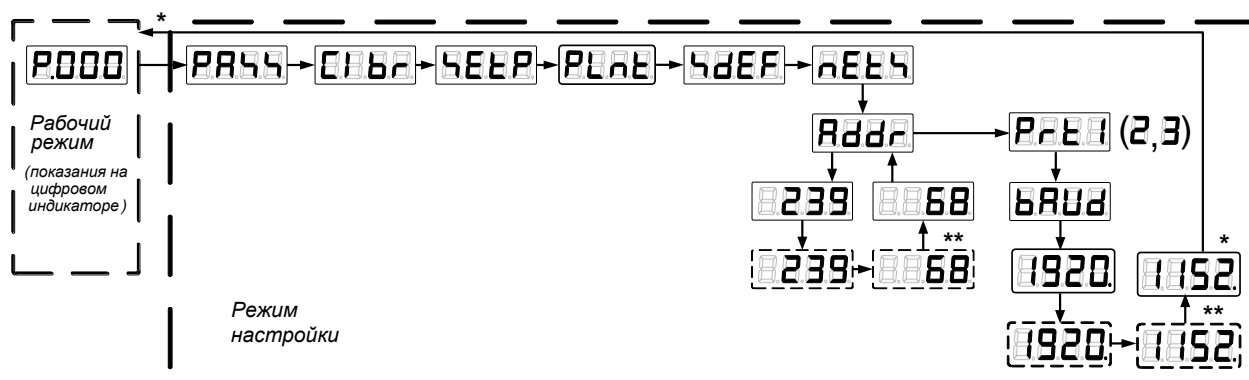 *
P.000
PASS
CIbr
SEtP
PLnt
SdEF
nEtS
Рабочий
режим
(показания на
цифровом
индикаторе)
Addr
Prt1 (2,3)
239
68
bAUd
**
*
239
68
1920.
1152.
**
1920.
1152.
Режим
настройки